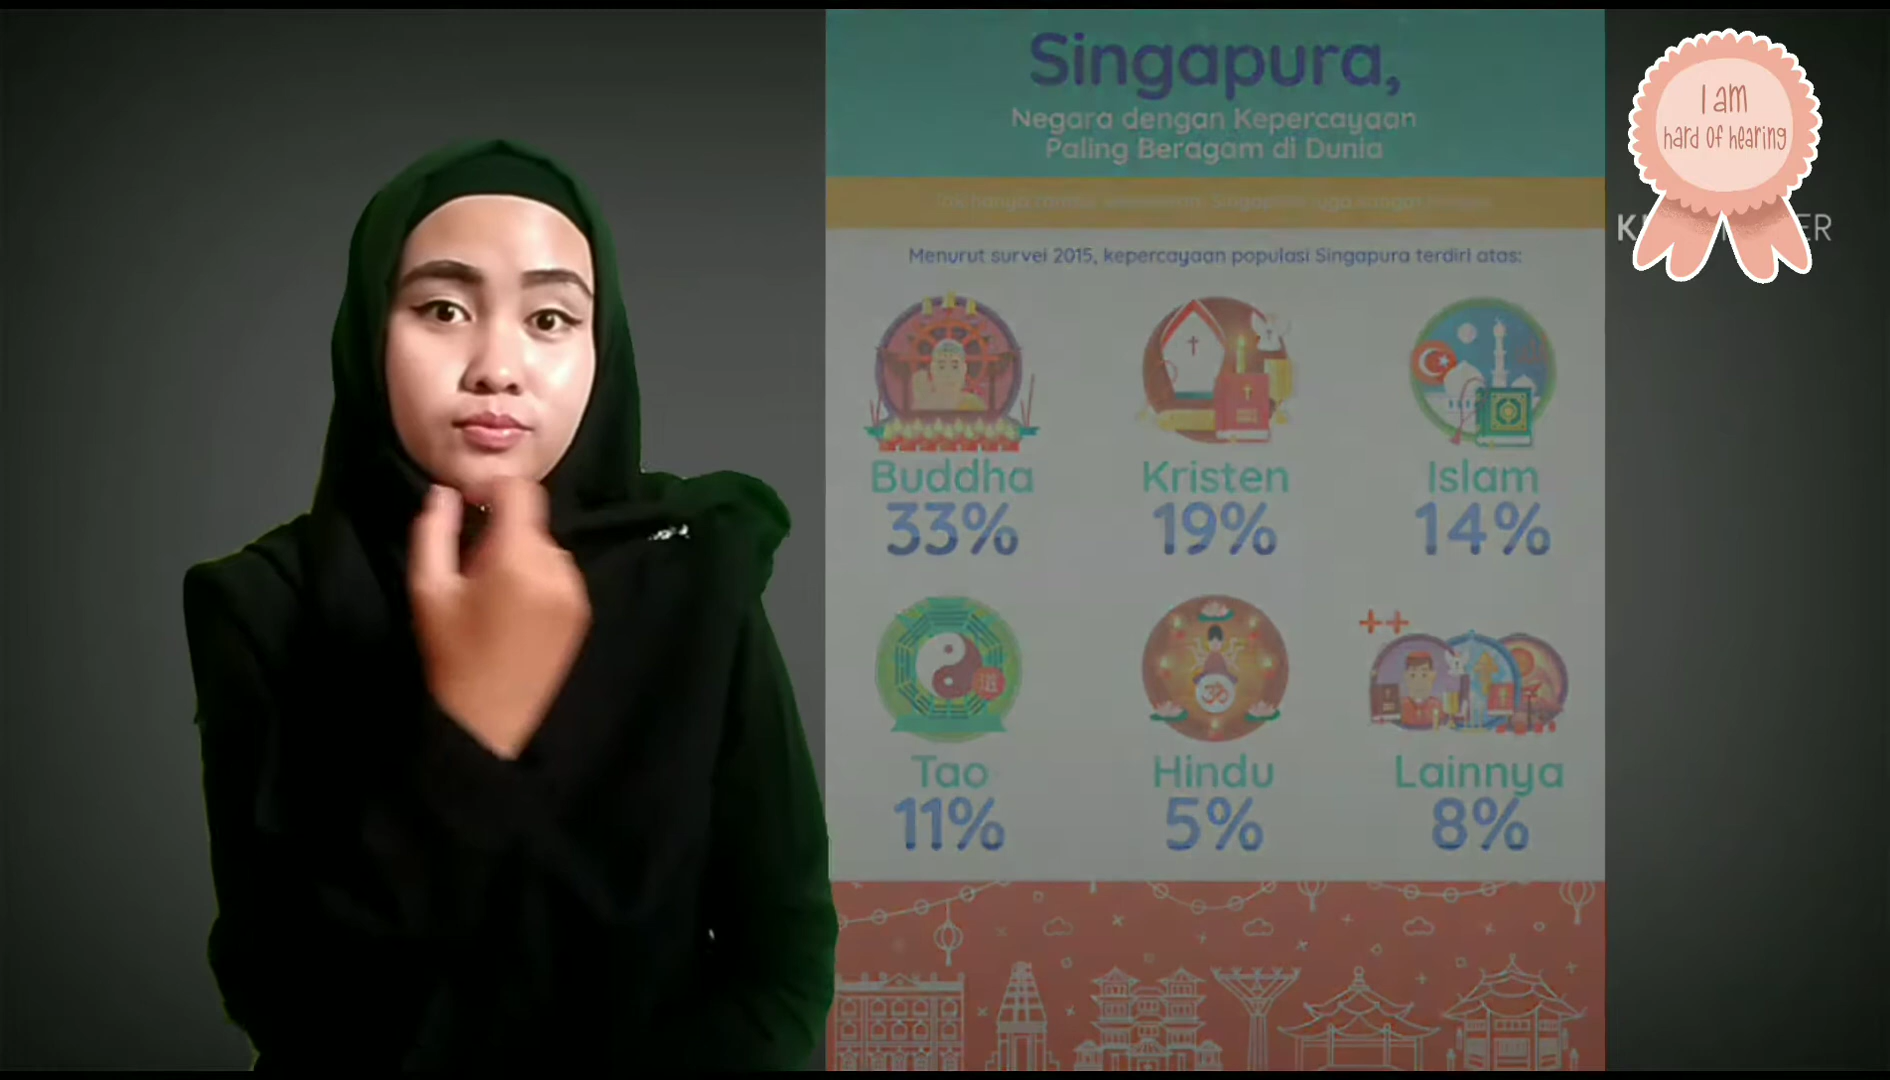 Singapura,
Negara dengan Kepercayaan
Paling Beragam di Dunia
Menurut survei 2015, kepercayaan populasi Singapura terdiri atas:
Buddha
33%
Kristen
19%
Islam
14%
Tao
11%
Hindu
5%
Lainnya
8%
I am
hard of hearing